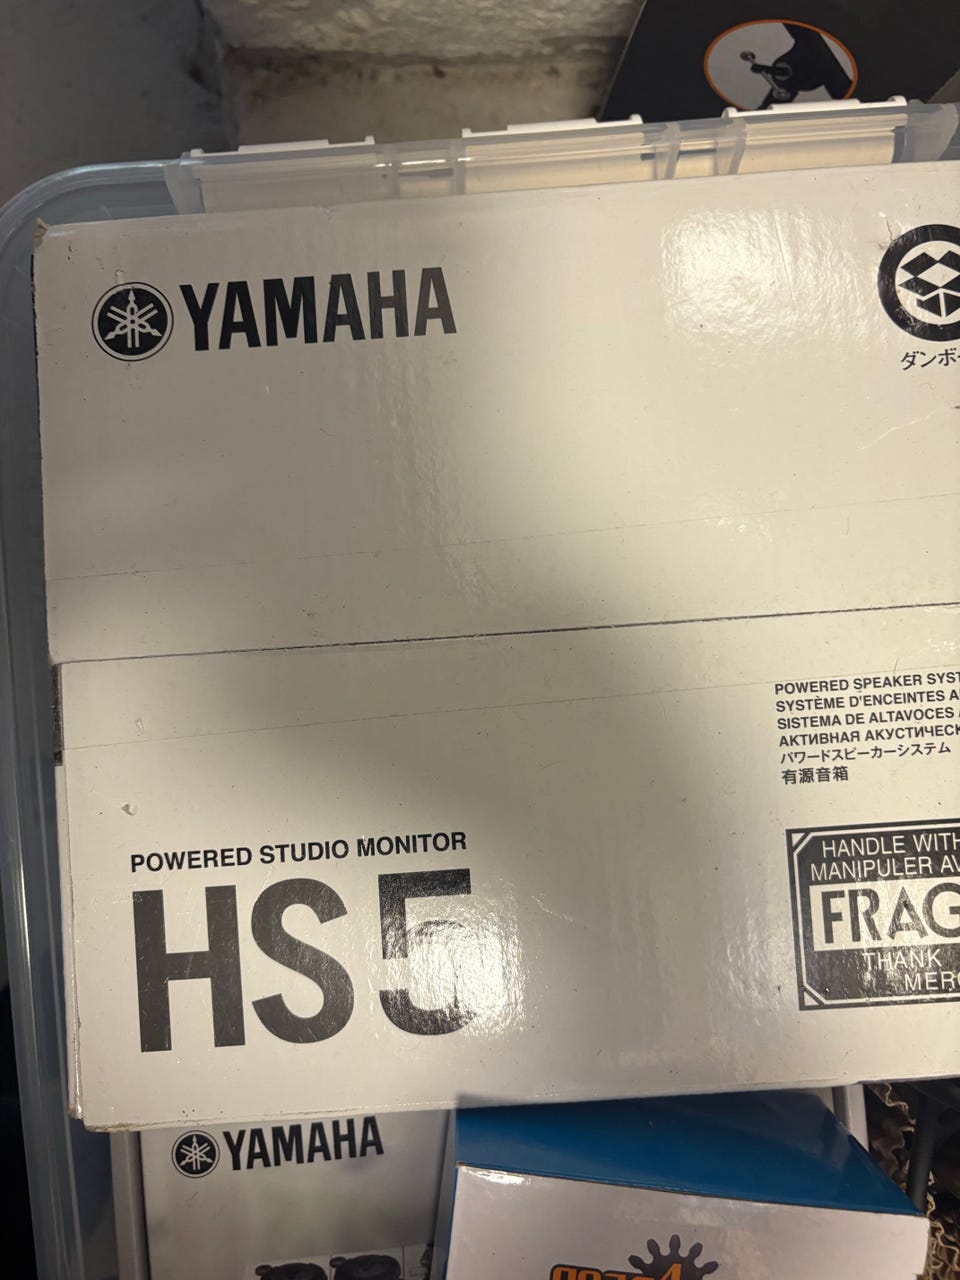 YAMAHA
ダンボー
POWERED SPEAKER SYST
SYSTÈME D'ENCEINTES A
SISTEMA DE ALTAVOCES
АКТИВНАЯ АКУСТИЧЕСК
パワードスピーカーシステム
有源音箱
POWERED STUDIO MONITOR
HS5
HANDLE WITH
MANIPULER AV
FRAG
THANK
MERC
YAMAHA